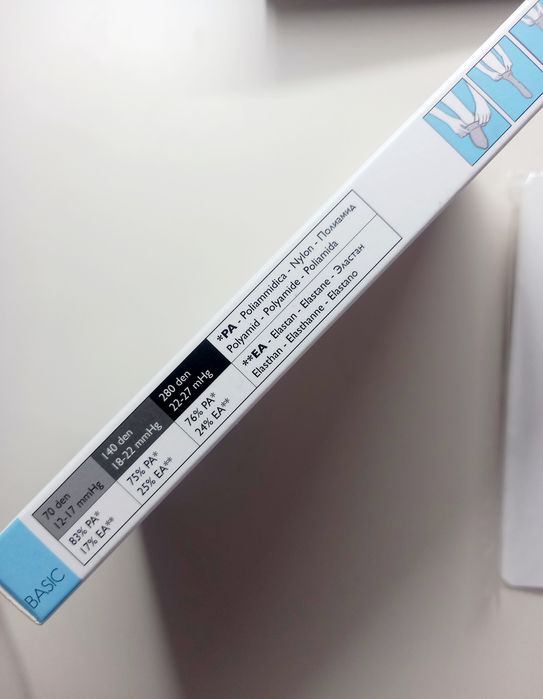 BASIC
70 den
12-17 mmHg
83% PA*
17% EA**
140 den
18-22 mmHg
75% PA*
25% EA**
280 den
22-27 mHg
76% PA*
24% EA**
*PA - Poliammidica - Nylon - Полиамид
Polyamid - Polyamide - Poliamida
**EA - Elastan - Elastane - Эластан
Elasthan - Elasthanne - Elastano